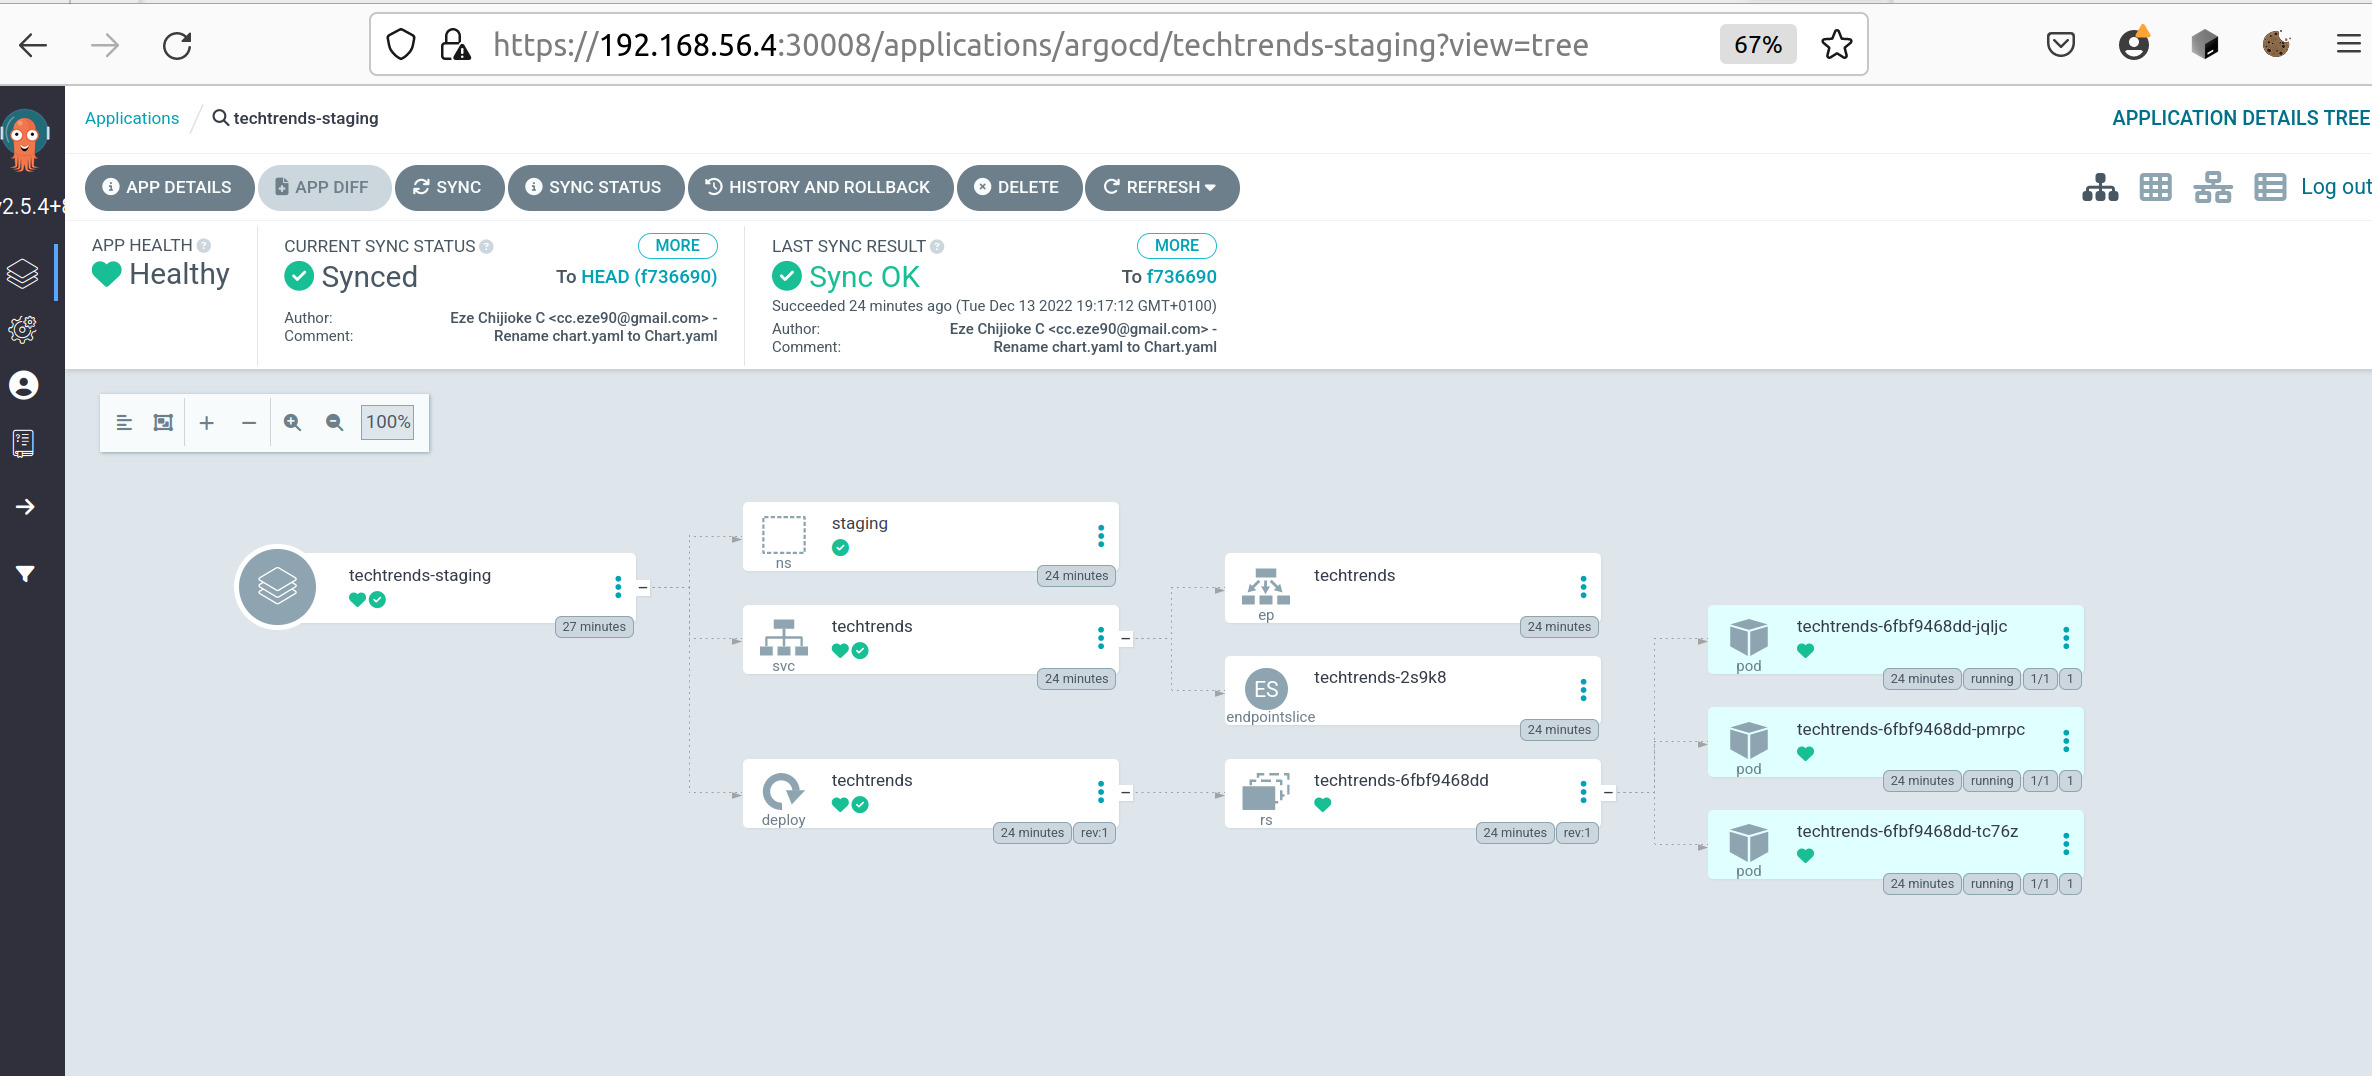 https://192.168.56.4:30008/applications/argocd/techtrends-staging?view=tree
67%
Applications
techtrends-staging
APPLICATION DETAILS TREE
v2.5.4+8
APP DETAILS
APP DIFF
SYNC
SYNC STATUS
HISTORY AND ROLLBACK
DELETE
REFRESH
Log out
APP HEALTH
Healthy
CURRENT SYNC STATUS
MORE
Synced
To HEAD (f736690)
Author:
Eze Chijioke C <cc.eze90@gmail.com> -
Comment:
Rename chart.yaml to Chart.yaml
LAST SYNC RESULT
MORE
Sync OK
To f736690
Succeeded 24 minutes ago (Tue Dec 13 2022 19:17:12 GMT+0100)
Author:
Eze Chijioke C <cc.eze90@gmail.com> -
Comment:
Rename chart.yaml to Chart.yaml
100%
techtrends-staging
27 minutes
staging
ns
24 minutes
techtrends
svc
24 minutes
techtrends
deploy
24 minutes
rev:1
techtrends
ep
24 minutes
ES
techtrends-2s9k8
endpointslice
24 minutes
techtrends-6fbf9468dd
rs
24 minutes
rev:1
techtrends-6fbf9468dd-jqljc
pod
24 minutes
running
1/1
1
techtrends-6fbf9468dd-pmrpc
pod
24 minutes
running
1/1
1
techtrends-6fbf9468dd-tc76z
pod
24 minutes
running
1/1
1